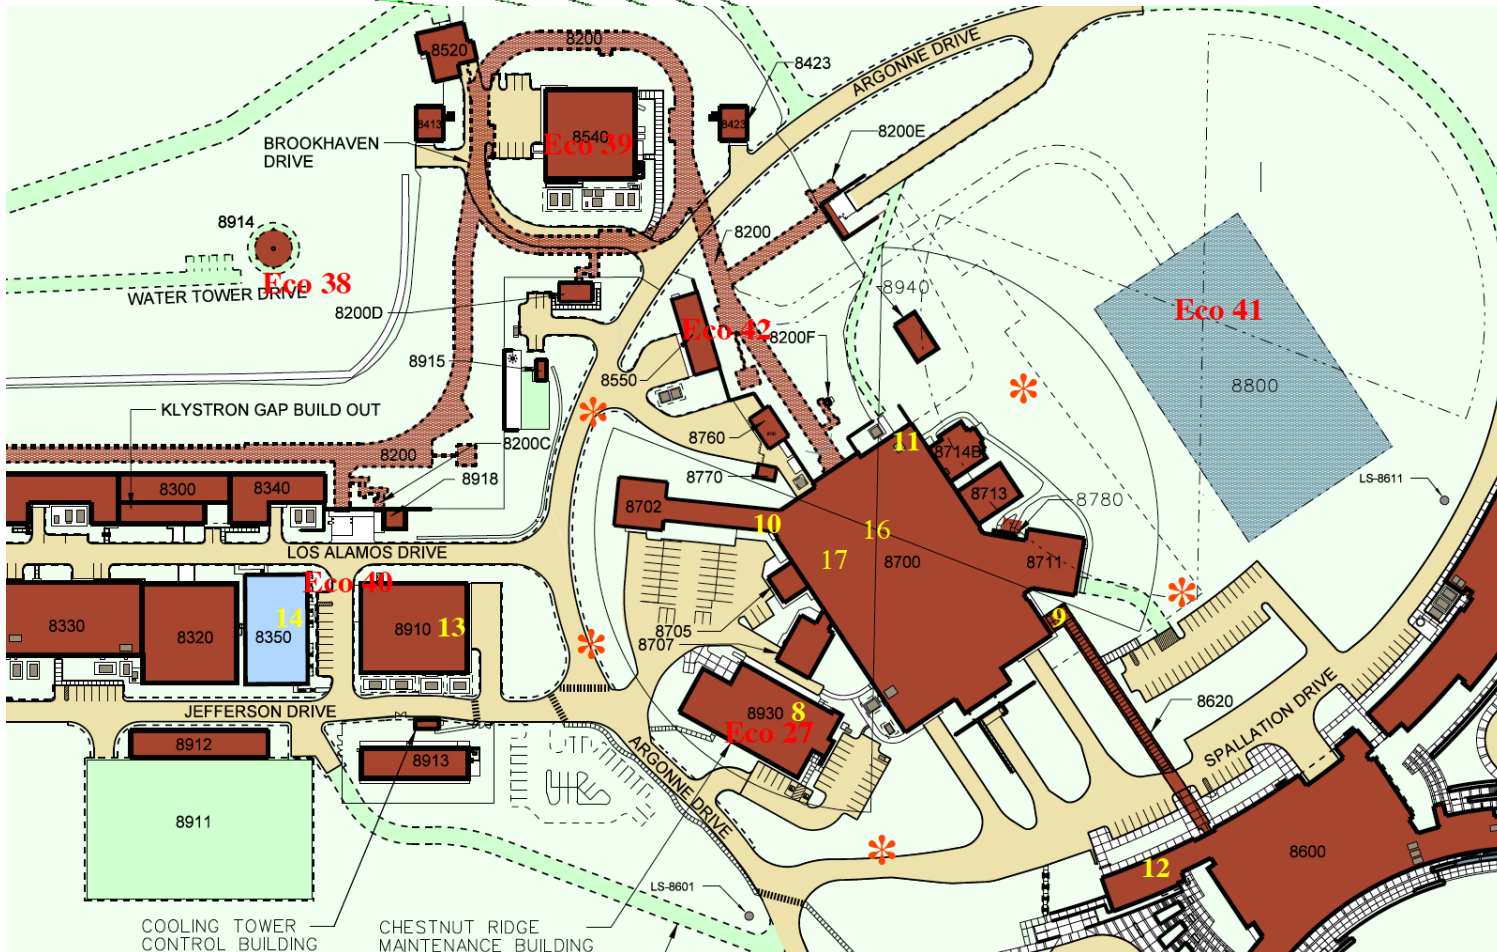 8200
8520
8423
ARGONNE DRIVE
8413
8423
8540
Eco 39
8200E
BROOKHAVEN
DRIVE
8914
8200
Eco 38
WATER TOWER DRIVE
8940
8200D
Eco 41
Eco 42
8200F
8915
8550
8800
KLYSTRON GAP BUILD OUT
8760
11
8200C
8714B
8200
8918
8770
LS-8611
8300
8340
8702
8713
8780
10
16
LOS ALAMOS DRIVE
17
8700
8711
Eco 40
14
13
9
8330
8320
8350
8910
8705
8707
8620
JEFFERSON DRIVE
8930
8
Eco 27
SPALLATION DRIVE
8912
8913
ARGONNE DRIVE
8911
8600
12
LS-8601
COOLING TOWER
CONTROL BUILDING
CHESTNUT RIDGE
MAINTENANCE BUILDING